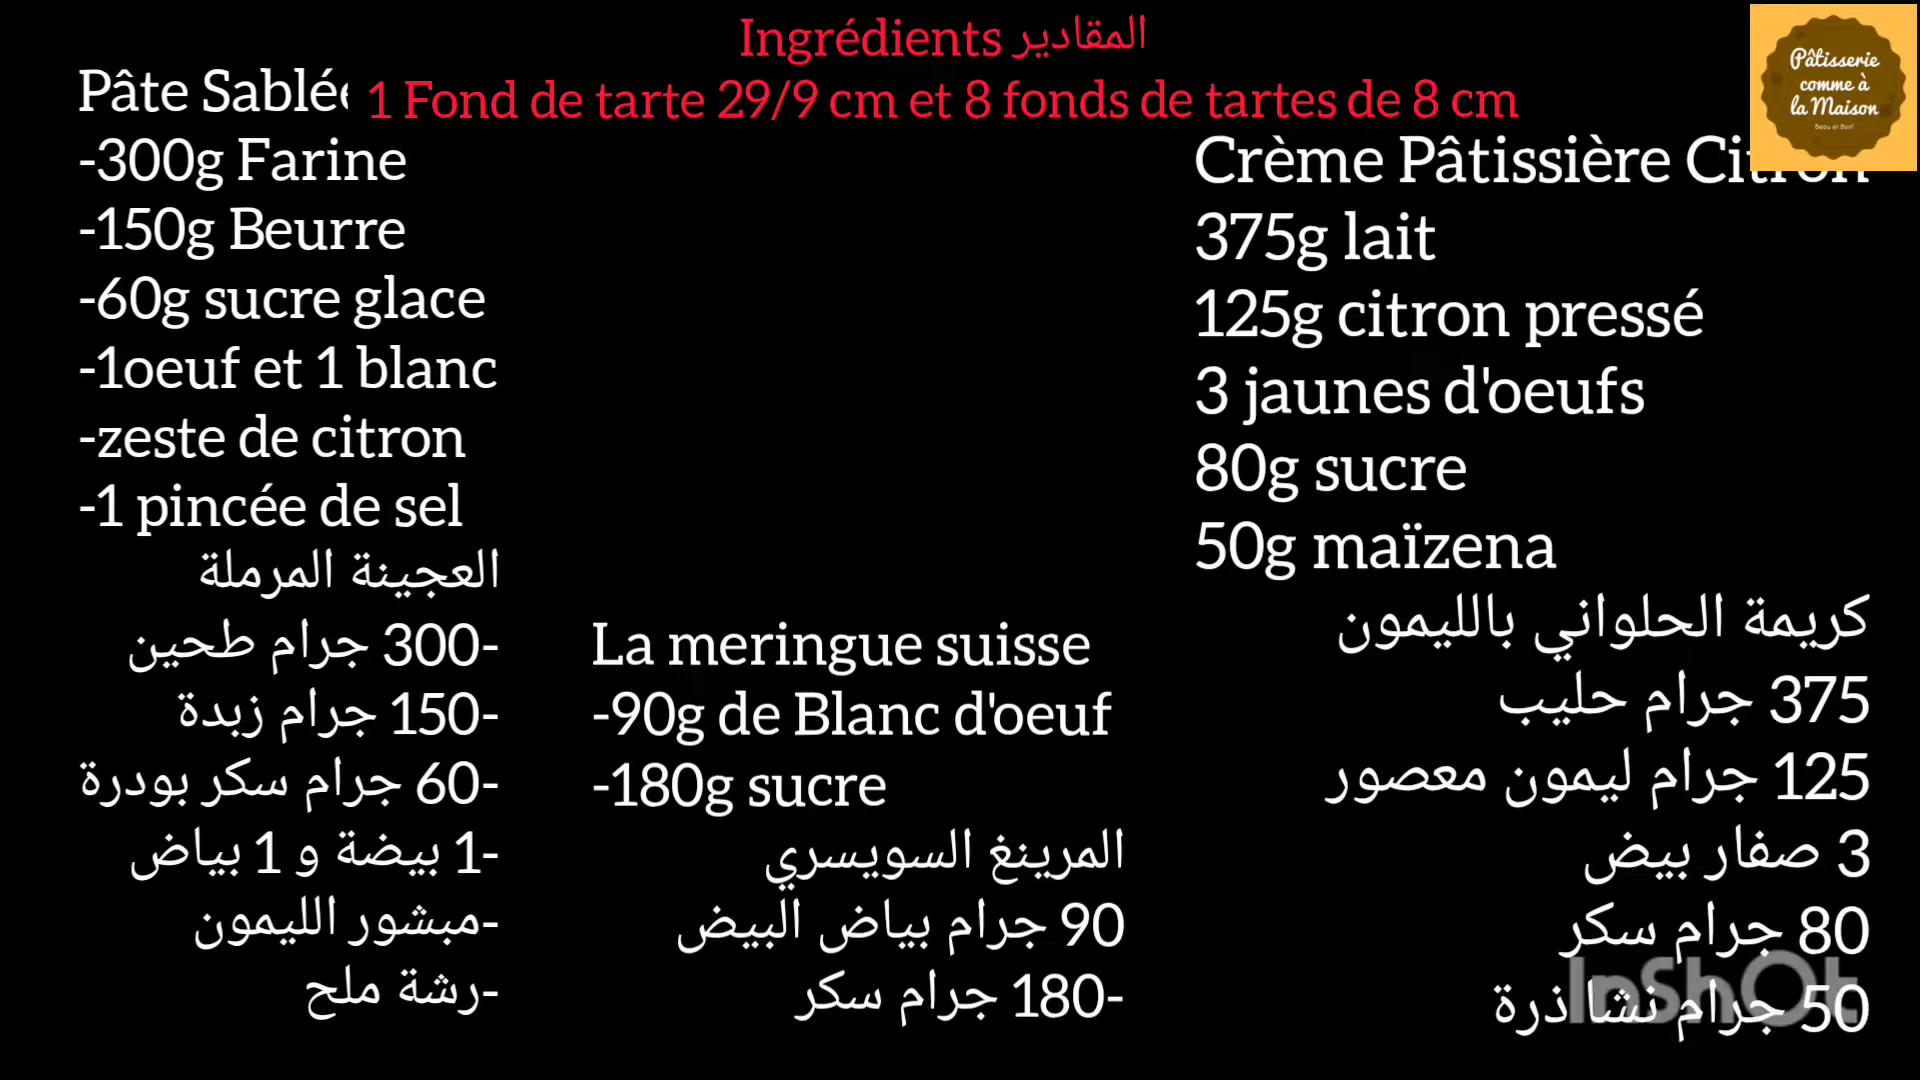 Ingrédients المقادير
1 Fond de tarte 29/9 cm et 8 fonds de tartes de 8 cm
Pâtisserie
comme à
la Maison
Beau et Bon!
Pâte Sablée
-300g Farine
-150g Beurre
-60g sucre glace
-1oeuf et 1 blanc
-zeste de citron
-1 pincée de sel
العجينة المرملة
-300 جرام طحين
-150 جرام زبدة
-60 جرام سكر بودرة
-1 بيضة و 1 بياض
-مبشور الليمون
-رشة ملح
La meringue suisse
-90g de Blanc d'oeuf
-180g sucre
المرينغ السويسري
90 جرام بياض البيض
-180 جرام سكر
Crème Pâtissière Citron
375g lait
125g citron pressé
3 jaunes d'oeufs
80g sucre
50g maïzena
كريمة الحلواني بالليمون
375 جرام حليب
125 جرام ليمون معصور
3 صفار بيض
80 جرام سكر
50 جرام نشا ذرة
InShOt